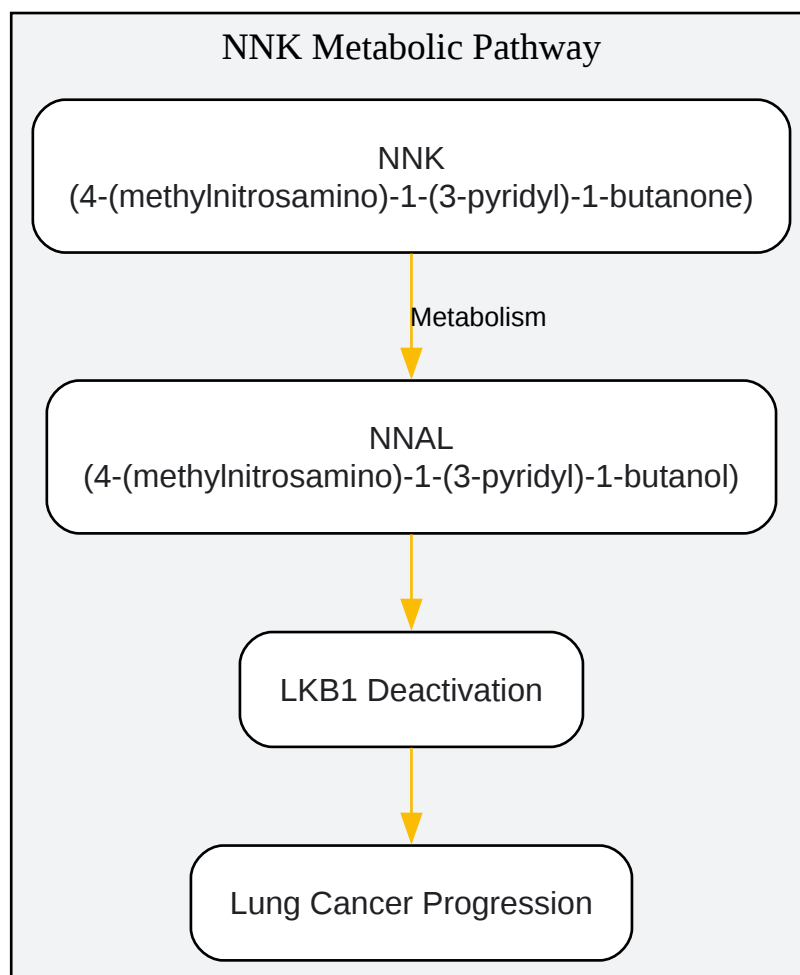 NNK Metabolic Pathway
NNK
(4-(methylnitrosamino)-1-(3-pyridyl)-1-butanone)
Metabolism
NNAL
(4-(methylnitrosamino)-1-(3-pyridyl)-1-butanol)
LKB1 Deactivation
Lung Cancer Progression